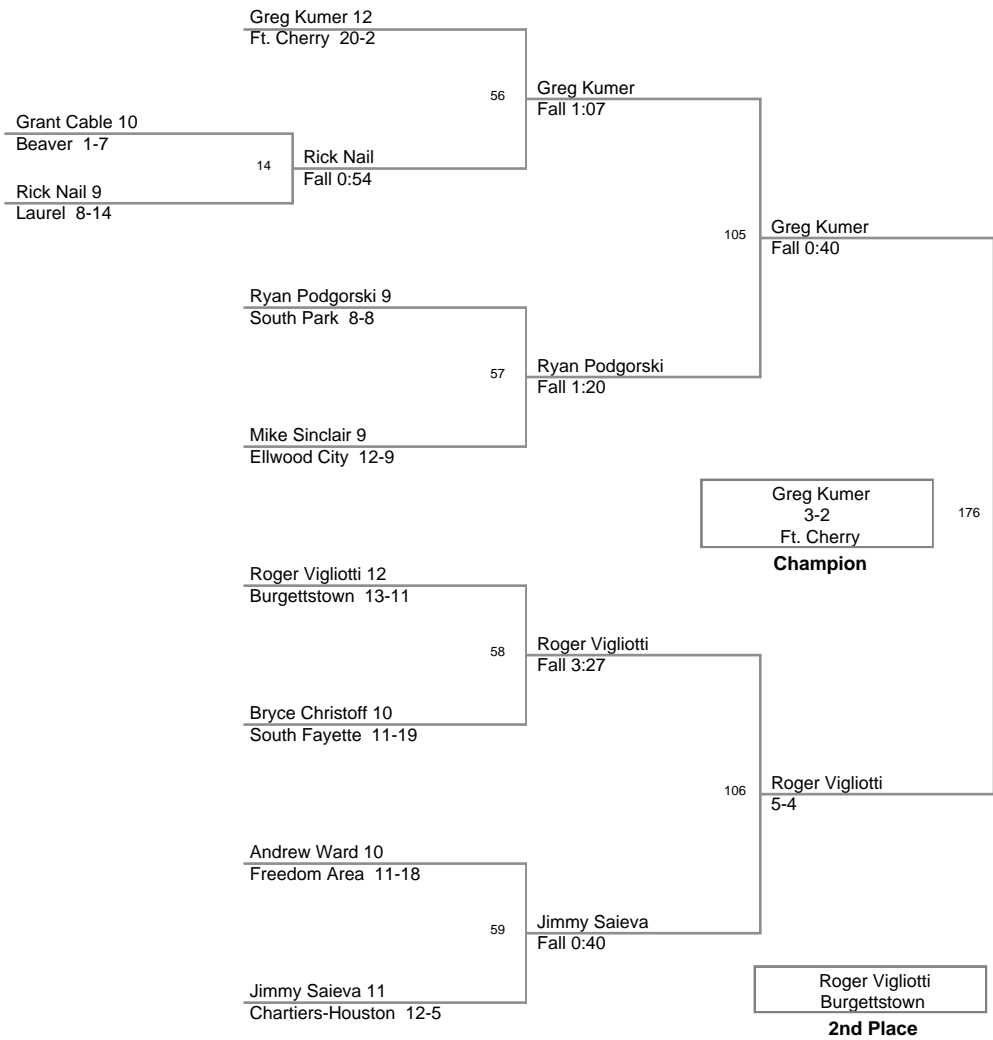 Greg Kumer 12
Ft. Cherry 20-2
56
Greg Kumer
Fall 1:07
Grant Cable 10
Beaver 1-7
14
Rick Nail
Fall 0:54
Rick Nail 9
Laurel 8-14
105
Greg Kumer
Fall 0:40
Ryan Podgorski 9
South Park 8-8
57
Ryan Podgorski
Fall 1:20
Mike Sinclair 9
Ellwood City 12-9
Greg Kumer
3-2
Ft. Cherry
176
Champion
Roger Vigliotti 12
Burgettstown 13-11
58
Roger Vigliotti
Fall 3:27
Bryce Christoff 10
South Fayette 11-19
106
Roger Vigliotti
5-4
Andrew Ward 10
Freedom Area 11-18
59
Jimmy Saieva
Fall 0:40
Jimmy Saieva 11
Chartiers-Houston 12-5
Roger Vigliotti
Burgettstown
2nd Place